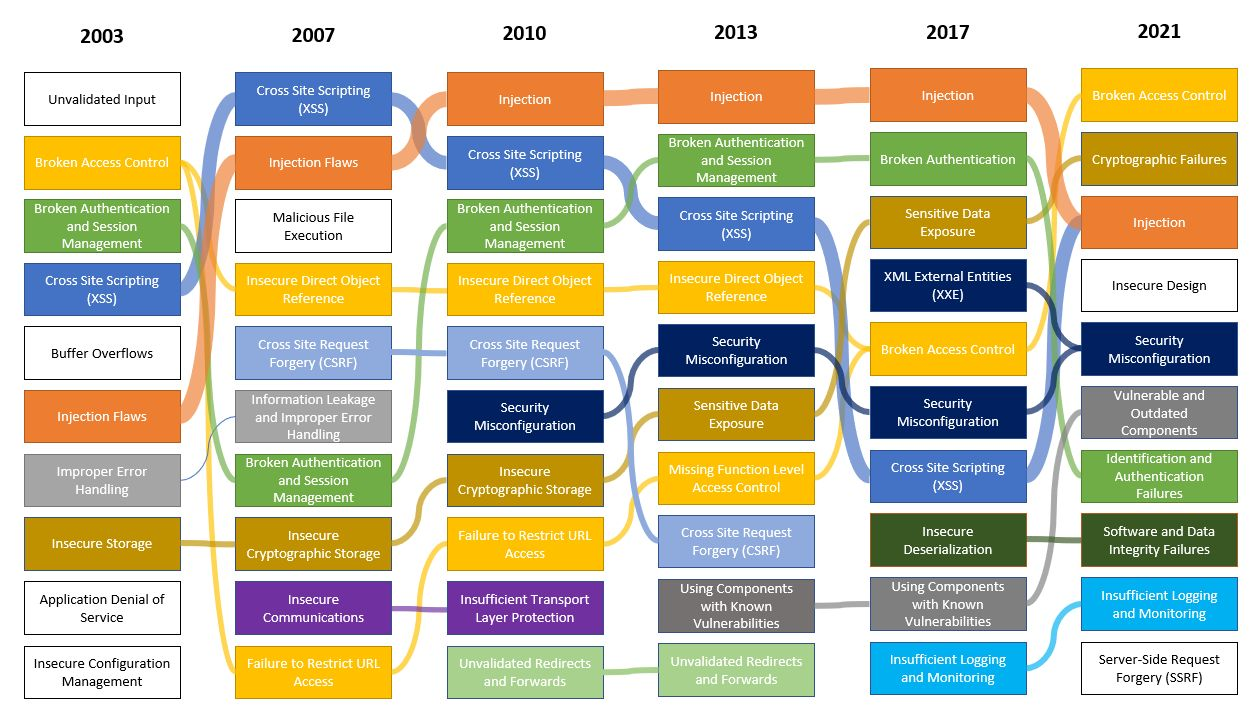 2003
2007
2010
2013
2017
2021
Unvalidated Input
Broken Access Control
Broken Authentication
and Session
Management
Cross Site Scripting
(XSS)
Buffer Overflows
Injection Flaws
Improper Error
Handling
Insecure Storage
Application Denial of
Service
Insecure Configuration
Management
Cross Site Scripting
(XSS)
Injection Flaws
Malicious File
Execution
Insecure Direct Object
Reference
Cross Site Request
Forgery (CSRF)
Information Leakage
and Improper Error
Handling
Broken Authentication
and Session
Management
Insecure
Cryptographic Storage
Insecure
Communications
Failure to Restrict URL
Access
Injection
Cross Site Scripting
(XSS)
Broken Authentication
and Session
Management
Insecure Direct Object
Reference
Cross Site Request
Forgery (CSRF)
Security
Misconfiguration
Insecure
Cryptographic Storage
Failure to Restrict URL
Access
Insufficient Transport
Layer Protection
Unvalidated Redirects
and Forwards
Injection
Broken Authentication
and Session
Management
Cross Site Scripting
(XSS)
Insecure Direct Object
Reference
Security
Misconfiguration
Sensitive Data
Exposure
Missing Function Level
Access Control
Cross Site Request
Forgery (CSRF)
Using Components
with Known
Vulnerabilities
Unvalidated Redirects
and Forwards
Injection
Broken Authentication
Sensitive Data
Exposure
XML External Entities
(XXE)
Broken Access Control
Security
Misconfiguration
Cross Site Scripting
(XSS)
Insecure
Deserialization
Using Components
with Known
Vulnerabilities
Insufficient Logging
and Monitoring
Broken Access Control
Cryptographic Failures
Injection
Insecure Design
Security
Misconfiguration
Vulnerable and
Outdated
Components
Identification and
Authentication
Failures
Software and Data
Integrity Failures
Insufficient Logging
and Monitoring
Server-Side Request
Forgery (SSRF)